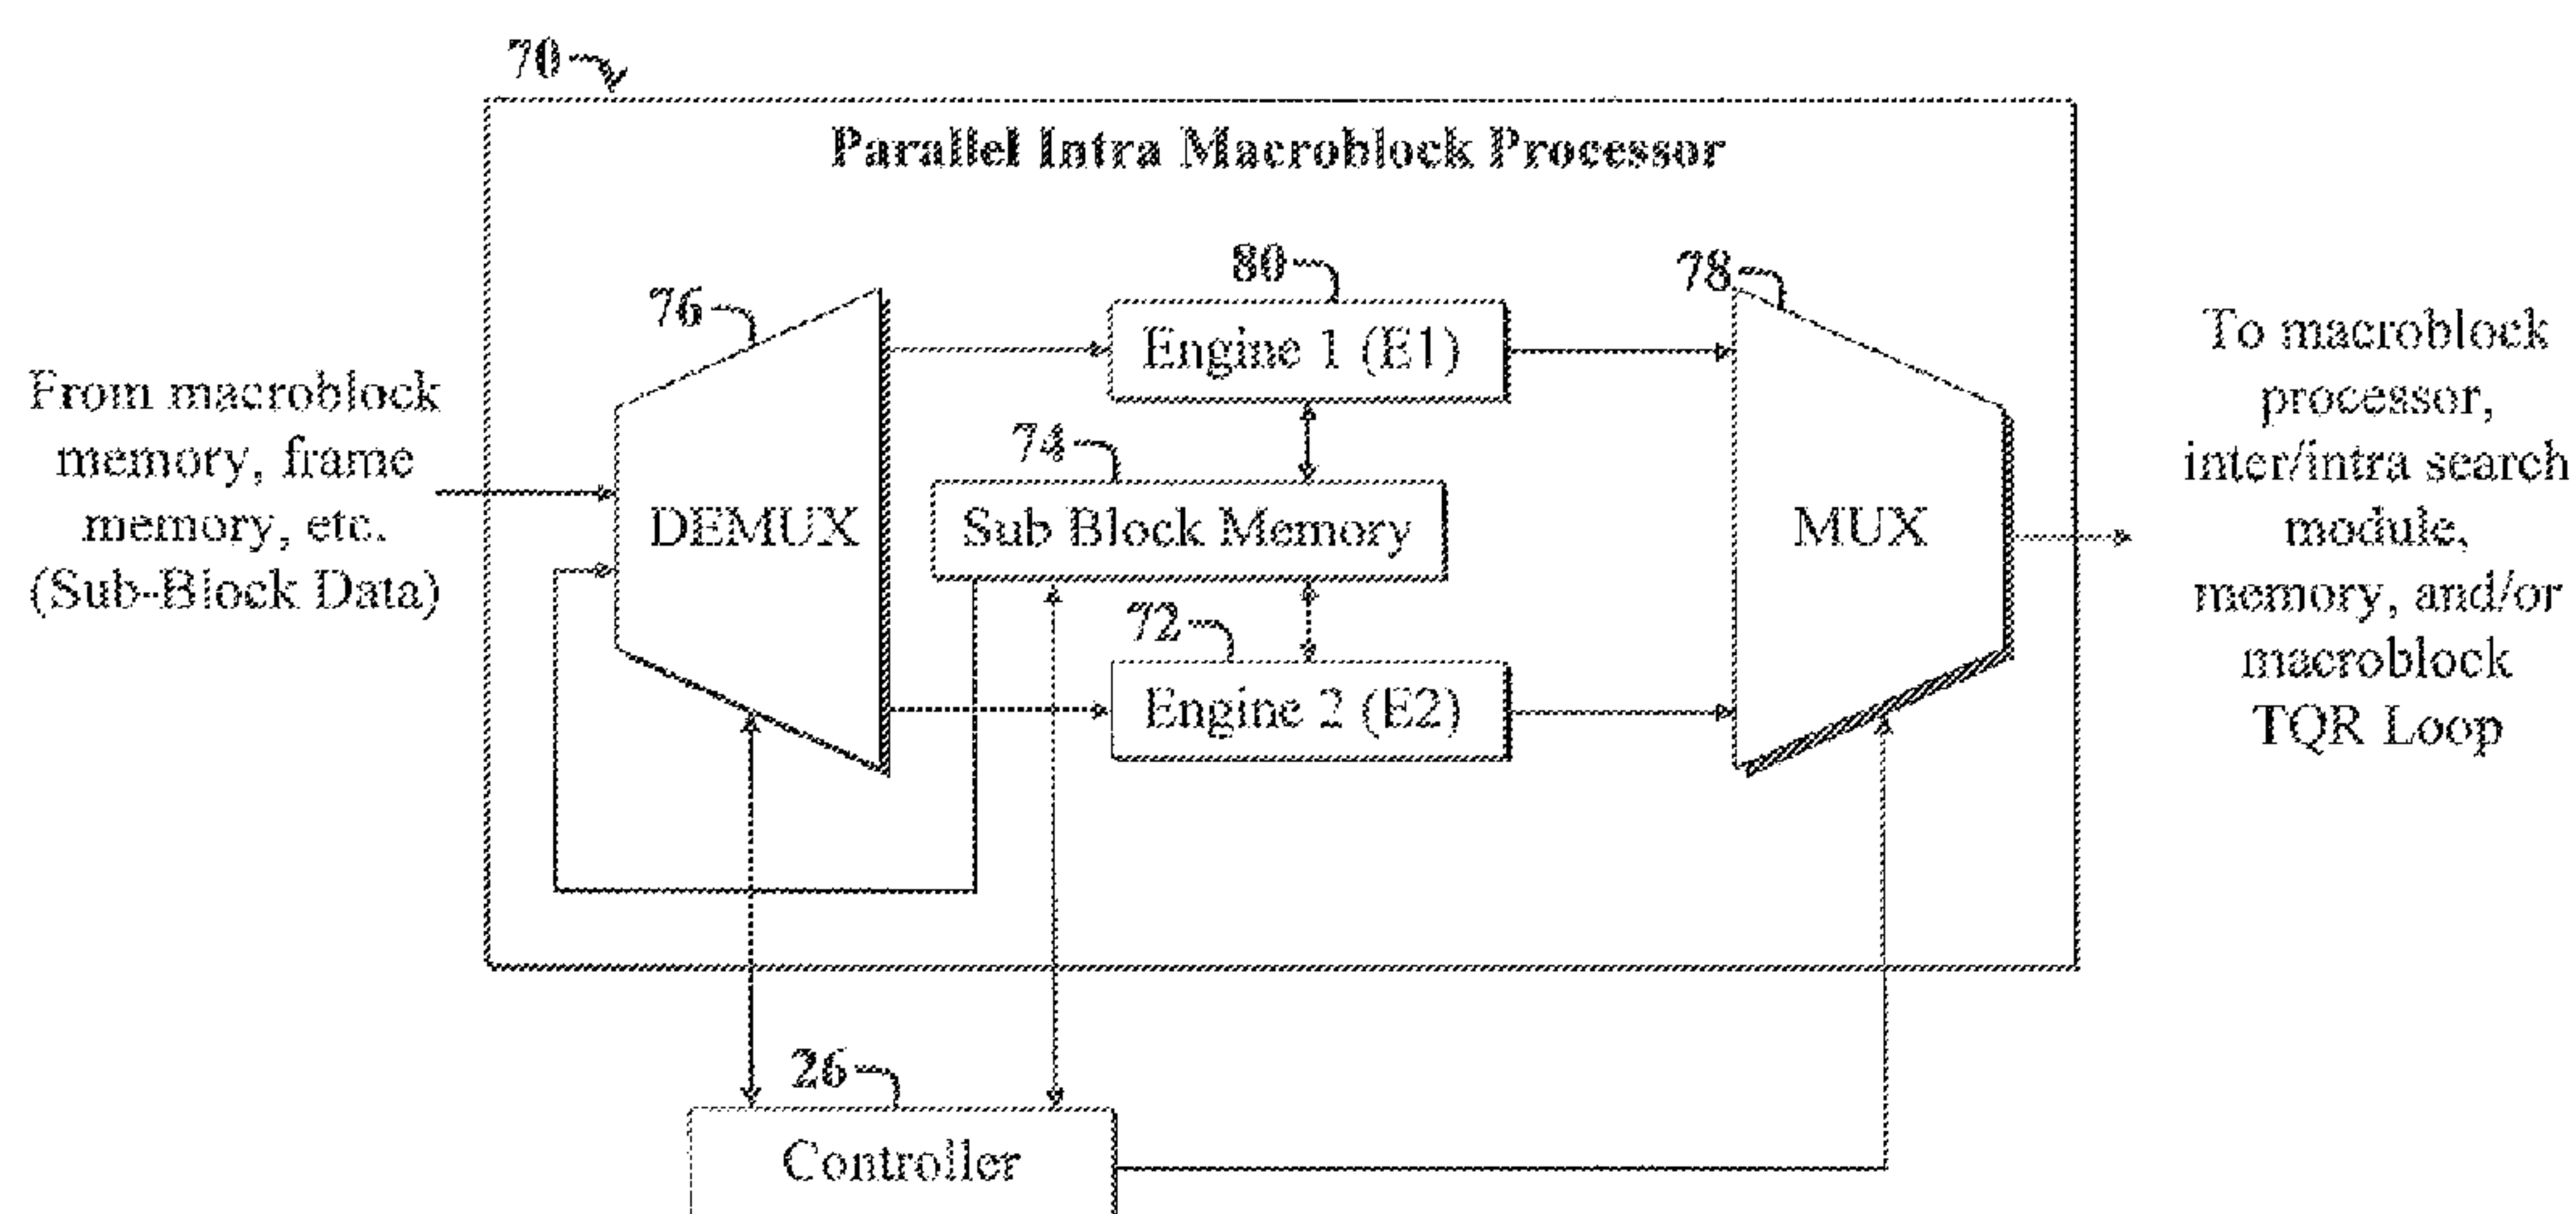 70
Parallel Intra Macroblock Processor
80
78
76
Engine 1 (E1)
To macroblock
processor,
inter/intra search
module,
memory, and/or
macroblock
TQR Loop
From macroblock
memory, frame
memory, etc.
(Sub-Block Data)
74
DEMUX
Sub Block Memory
MUX
72
Engine 2 (E2)
26
Controller